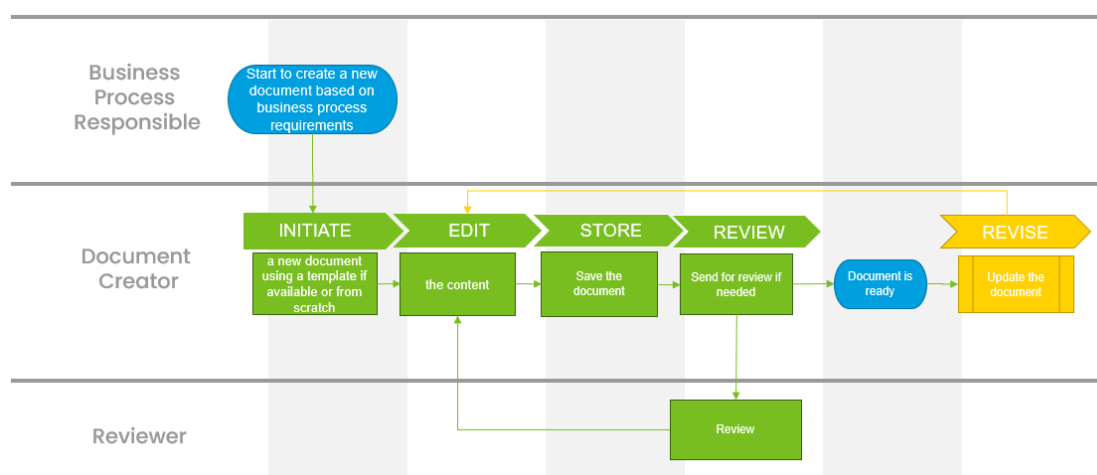 Business
Process
Responsible
Start to create a new
document based on
business process
requirements
Document
Creator
INITIATE
EDIT
STORE
REVIEW
REVISE
a new document
using a template if
available or from
scratch
the content
Save the
document
Send for review if
needed
Document is
ready
Update the
document
Reviewer
Review